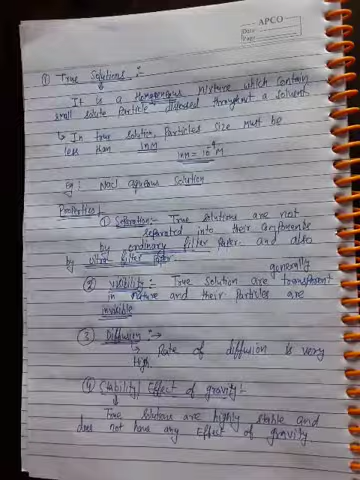 APCO
Date
Page
① True Solutions :-
It is a Homogeneous mixture which contain
small solute Particle dissolved throughout a solvent
↳ In true solution, Particles size must be
less than 1nM
1nm = 10⁻⁹M
eg: Nacl aqueous Solution
Properties:
① Separation:- True solutions are not
separated into their
by ordinary filter Paper and also
by ultra filter Paper.
generally
② visibility:- True solution are transparent
in nature and their Particles are
invisible
③ Diffusion :→
↳ Rate of diffusion is very
High.
④ Stability/Effect of gravity:-
True solutions are highly stable and
does not have any Effect of gravity.